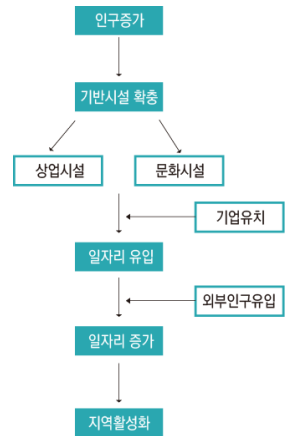 인구증가
기반시설 확충
상업시설
문화시설
기업유치
일자리 유입
외부인구유입
일자리 증가
지역활성화